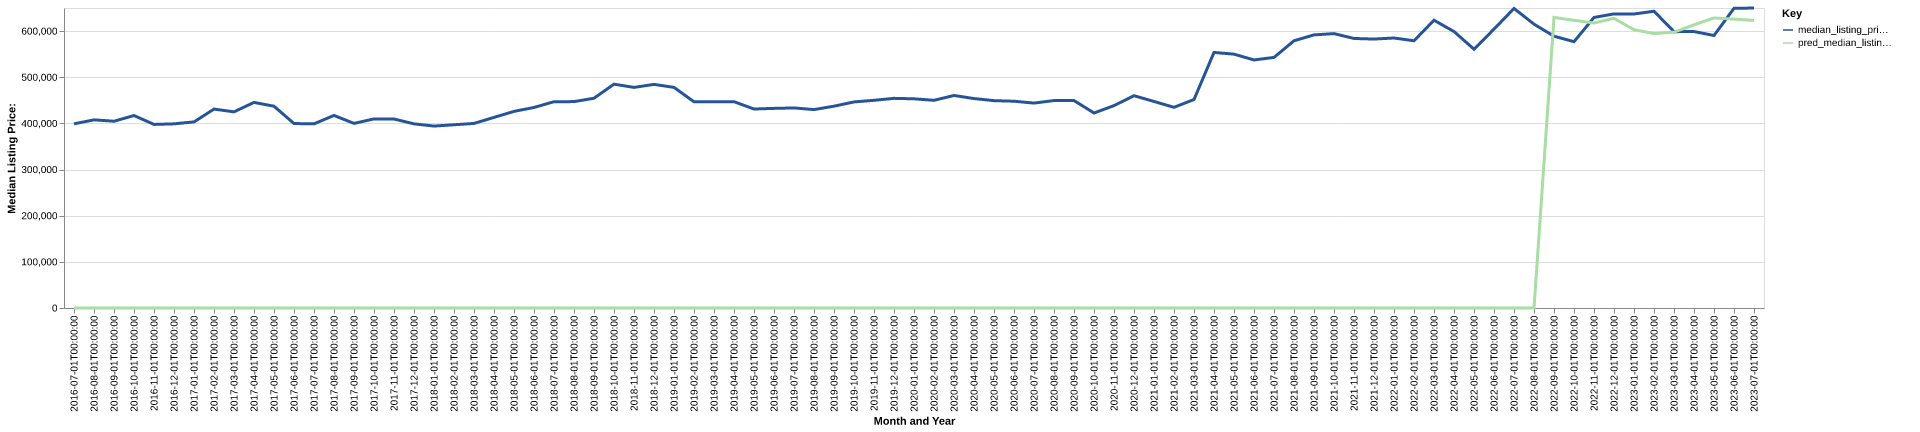 600,000
500,000
400,000
300,000
200,000
100,000
0
Median Listing Price:
2016-07-01T00:00:00
2016-08-01T00:00:00
2016-09-01T00:00:00
2016-10-01T00:00:00
2016-11-01T00:00:00
2016-12-01T00:00:00
2017-01-01T00:00:00
2017-02-01T00:00:00
2017-03-01T00:00:00
2017-04-01T00:00:00
2017-05-01T00:00:00
2017-06-01T00:00:00
2017-07-01T00:00:00
2017-08-01T00:00:00
2017-09-01T00:00:00
2017-10-01T00:00:00
2017-11-01T00:00:00
2017-12-01T00:00:00
2018-01-01T00:00:00
2018-02-01T00:00:00
2018-03-01T00:00:00
2018-04-01T00:00:00
2018-05-01T00:00:00
2018-06-01T00:00:00
2018-07-01T00:00:00
2018-08-01T00:00:00
2018-09-01T00:00:00
2018-10-01T00:00:00
2018-11-01T00:00:00
2018-12-01T00:00:00
2019-01-01T00:00:00
2019-02-01T00:00:00
2019-03-01T00:00:00
2019-04-01T00:00:00
2019-05-01T00:00:00
2019-06-01T00:00:00
2019-07-01T00:00:00
2019-08-01T00:00:00
2019-09-01T00:00:00
2019-10-01T00:00:00
2019-11-01T00:00:00
2019-12-01T00:00:00
2020-01-01T00:00:00
2020-02-01T00:00:00
2020-03-01T00:00:00
2020-04-01T00:00:00
2020-05-01T00:00:00
2020-06-01T00:00:00
2020-07-01T00:00:00
2020-08-01T00:00:00
2020-09-01T00:00:00
2020-10-01T00:00:00
2020-11-01T00:00:00
2020-12-01T00:00:00
2021-01-01T00:00:00
2021-02-01T00:00:00
2021-03-01T00:00:00
2021-04-01T00:00:00
2021-05-01T00:00:00
2021-06-01T00:00:00
2021-07-01T00:00:00
2021-08-01T00:00:00
2021-09-01T00:00:00
2021-10-01T00:00:00
2021-11-01T00:00:00
2021-12-01T00:00:00
2022-01-01T00:00:00
2022-02-01T00:00:00
2022-03-01T00:00:00
2022-04-01T00:00:00
2022-05-01T00:00:00
2022-06-01T00:00:00
2022-07-01T00:00:00
2022-08-01T00:00:00
2022-09-01T00:00:00
2022-10-01T00:00:00
2022-11-01T00:00:00
2022-12-01T00:00:00
2023-01-01T00:00:00
2023-02-01T00:00:00
2023-03-01T00:00:00
2023-04-01T00:00:00
2023-05-01T00:00:00
2023-06-01T00:00:00
2023-07-01T00:00:00
Month and Year
Key
median_listing_pri…
pred_median_listin…